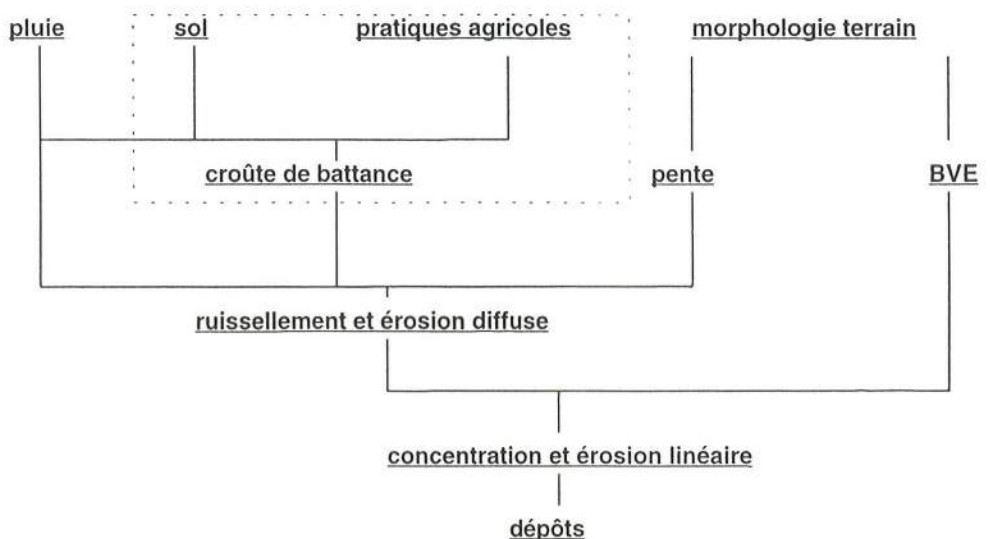 pluie sol pratiques agricoles morphologie terrain
croûte de battance pente BVE
ruissellement et érosion diffuse
concentration et érosion linéaire
dépôts